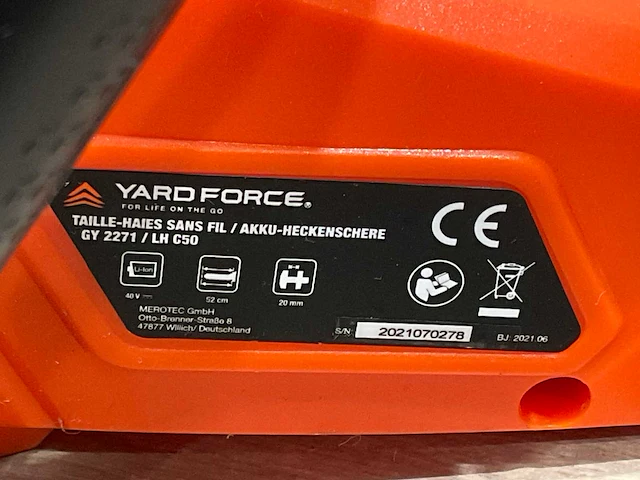 YARD FORCE®
FOR LIFE ON THE GO
TAILLE-HAIES SANS FIL / AKKU-HECKENSCHERE
GY 2271 / LH C50
CE
Li-Ion
40 V ⎓
52 cm
20 mm
MEROTEC GmbH
Otto-Brenner-Straße 8
47877 Willich/ Deutschland
S/N: 2021070278
BJ: 2021.06